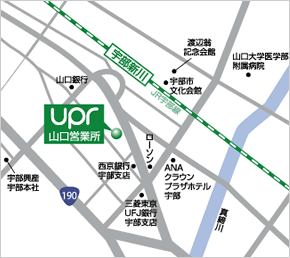 渡辺翁
記念会館
宇部新川
山口大学医学部
附属病院
宇部市
文化会館
JR宇部線
山口銀行
upr
山口営業所
ローソン
西京銀行
宇部支店
ANA
クラウン
プラザホテル
宇部
宇部興産
宇部本社
190
三菱東京
UFJ銀行
宇部支店
真締川